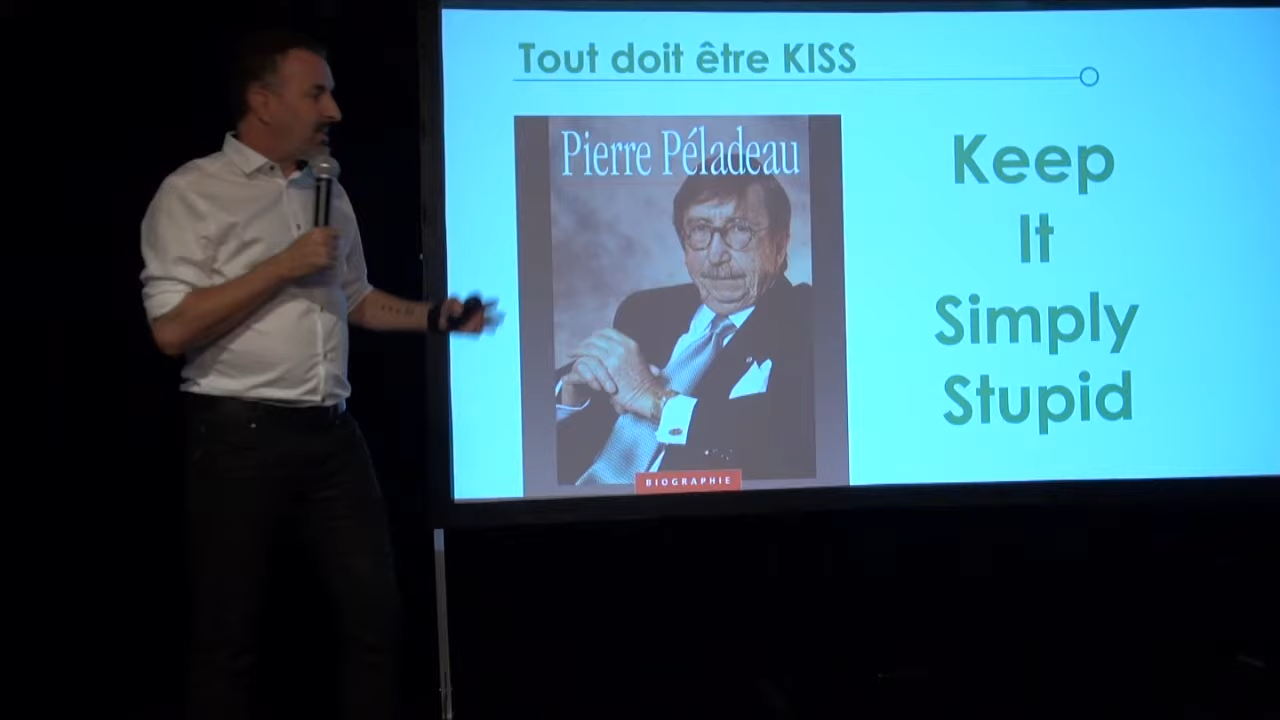 Tout doit être KISS
Pierre Péladeau
BIOGRAPHIE
Keep
It
Simply
Stupid